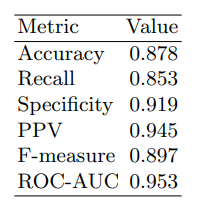 Metric Value
Accuracy 0.878
Recall 0.853
Specificity 0.919
PPV 0.945
F-measure 0.897
ROC-AUC 0.953